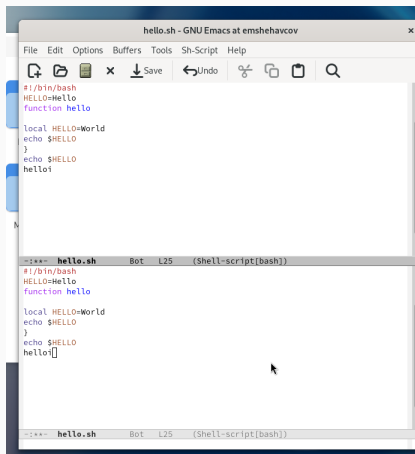 hello.sh - GNU Emacs at emshehavcov ×
File Edit Options Buffers Tools Sh-Script Help
Save Undo
#!/bin/bash
HELLO=Hello
function hello
local HELLO=World
echo $HELLO
}
echo $HELLO
helloi
-:**- hello.sh Bot L25 (Shell-script[bash])
#!/bin/bash
HELLO=Hello
function hello
local HELLO=World
echo $HELLO
}
echo $HELLO
helloi
-:**- hello.sh Bot L25 (Shell-script[bash])